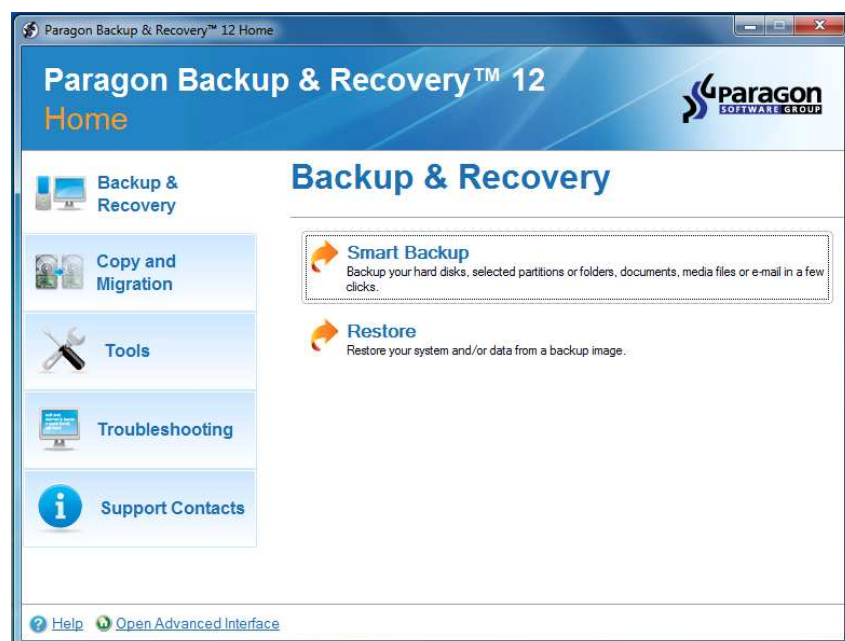 Paragon Backup & Recovery™ 12 Home
Paragon Backup & Recovery™ 12
Home
Paragon
SOFTWARE GROUP
Backup &
Recovery
Copy and
Migration
Tools
Troubleshooting
Support Contacts
Backup & Recovery
Smart Backup
Backup your hard disks, selected partitions or folders, documents, media files or e-mail in a few
clicks.
Restore
Restore your system and/or data from a backup image.
Help
Open Advanced Interface